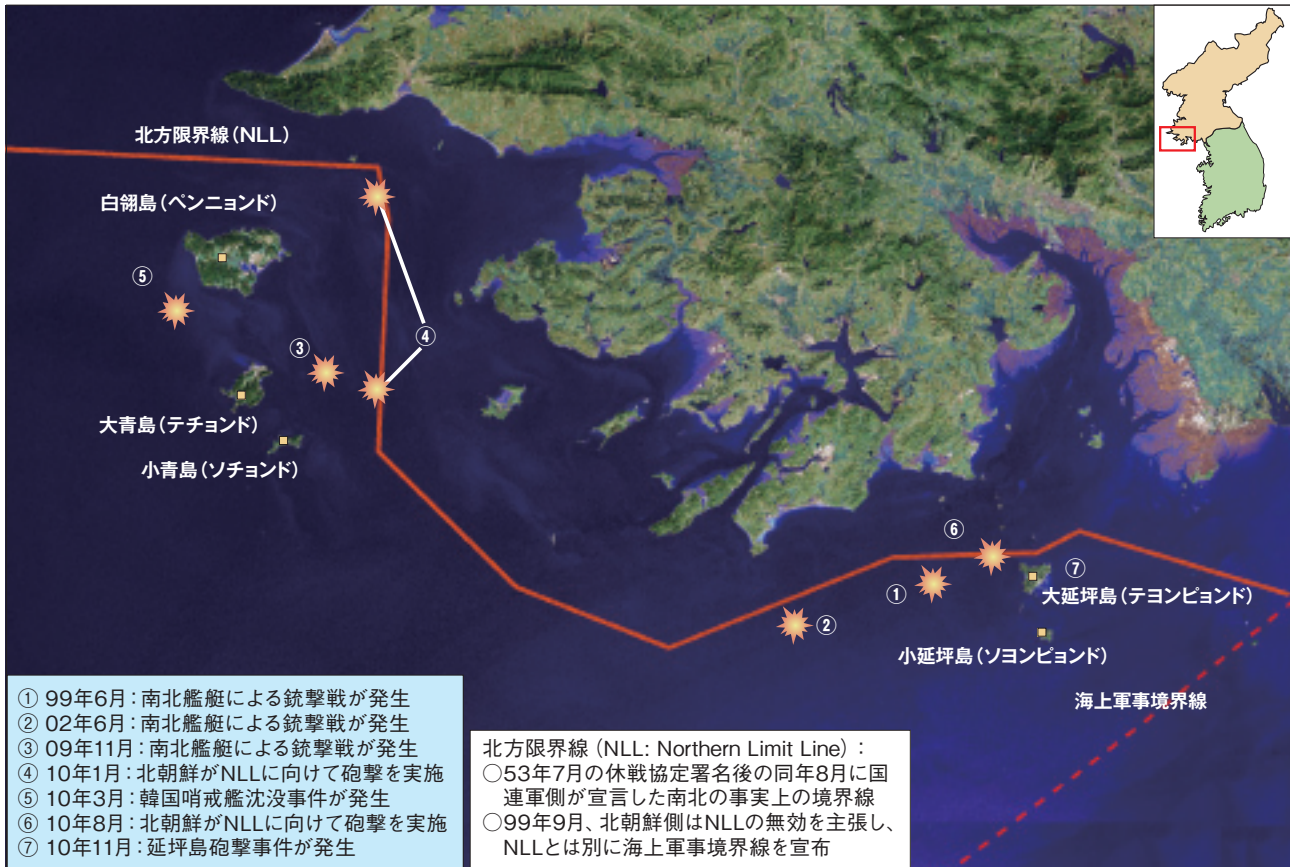 北方限界線(NLL)
白翎島(ペンニョンド)
⑤
③
④
大青島(テチョンド)
小青島(ソチョンド)
⑥
①
⑦
大延坪島(テヨンピョンド)
②
小延坪島(ソヨンピョンド)
海上軍事境界線
① 99年6月:南北艦艇による銃撃戦が発生
② 02年6月:南北艦艇による銃撃戦が発生
③ 09年11月:南北艦艇による銃撃戦が発生
④ 10年1月:北朝鮮がNLLに向けて砲撃を実施
⑤ 10年3月:韓国哨戒艦沈没事件が発生
⑥ 10年8月:北朝鮮がNLLに向けて砲撃を実施
⑦ 10年11月:延坪島砲撃事件が発生
北方限界線 (NLL: Northern Limit Line) :
○53年7月の休戦協定署名後の同年8月に国
連軍側が宣言した南北の事実上の境界線
○99年9月、北朝鮮側はNLLの無効を主張し、
NLLとは別に海上軍事境界線を宣布